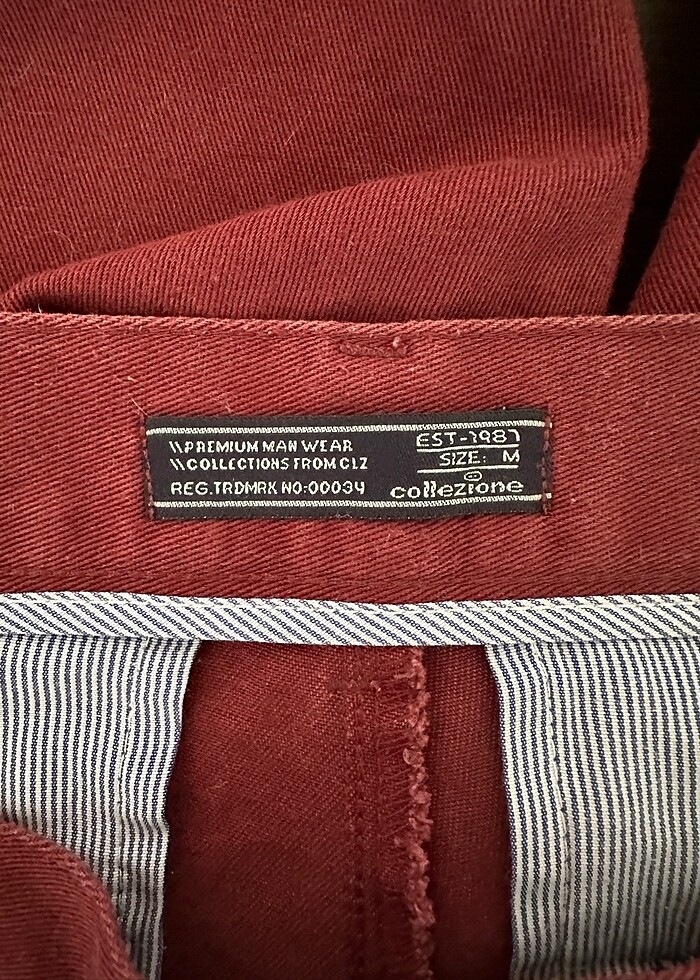 \\PREMIUM MAN WEAR
\\COLLECTIONS FROM CLZ
REG.TRDMRK NO:00034
EST-1987
SIZE: M
collezione